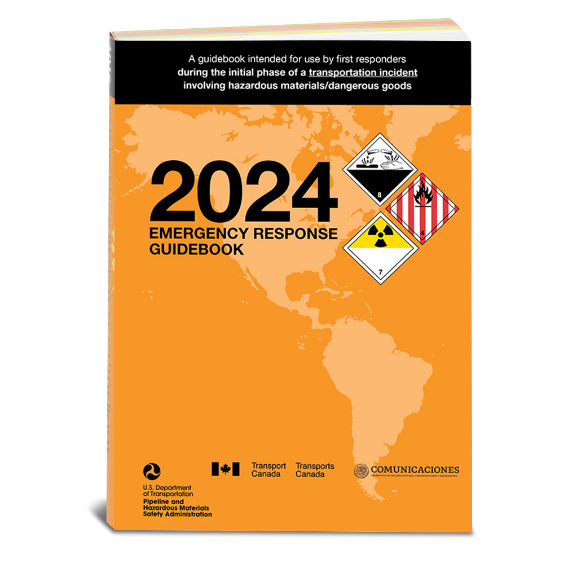 A guidebook intended for use by first responders
during the initial phase of a transportation incident
involving hazardous materials/dangerous goods
2024
EMERGENCY RESPONSE
GUIDEBOOK
8
4
7
U.S. Department
of Transportation
Pipeline and
Hazardous Materials
Safety Administration
Transport
Canada
Transports
Canada
COMUNICACIONES